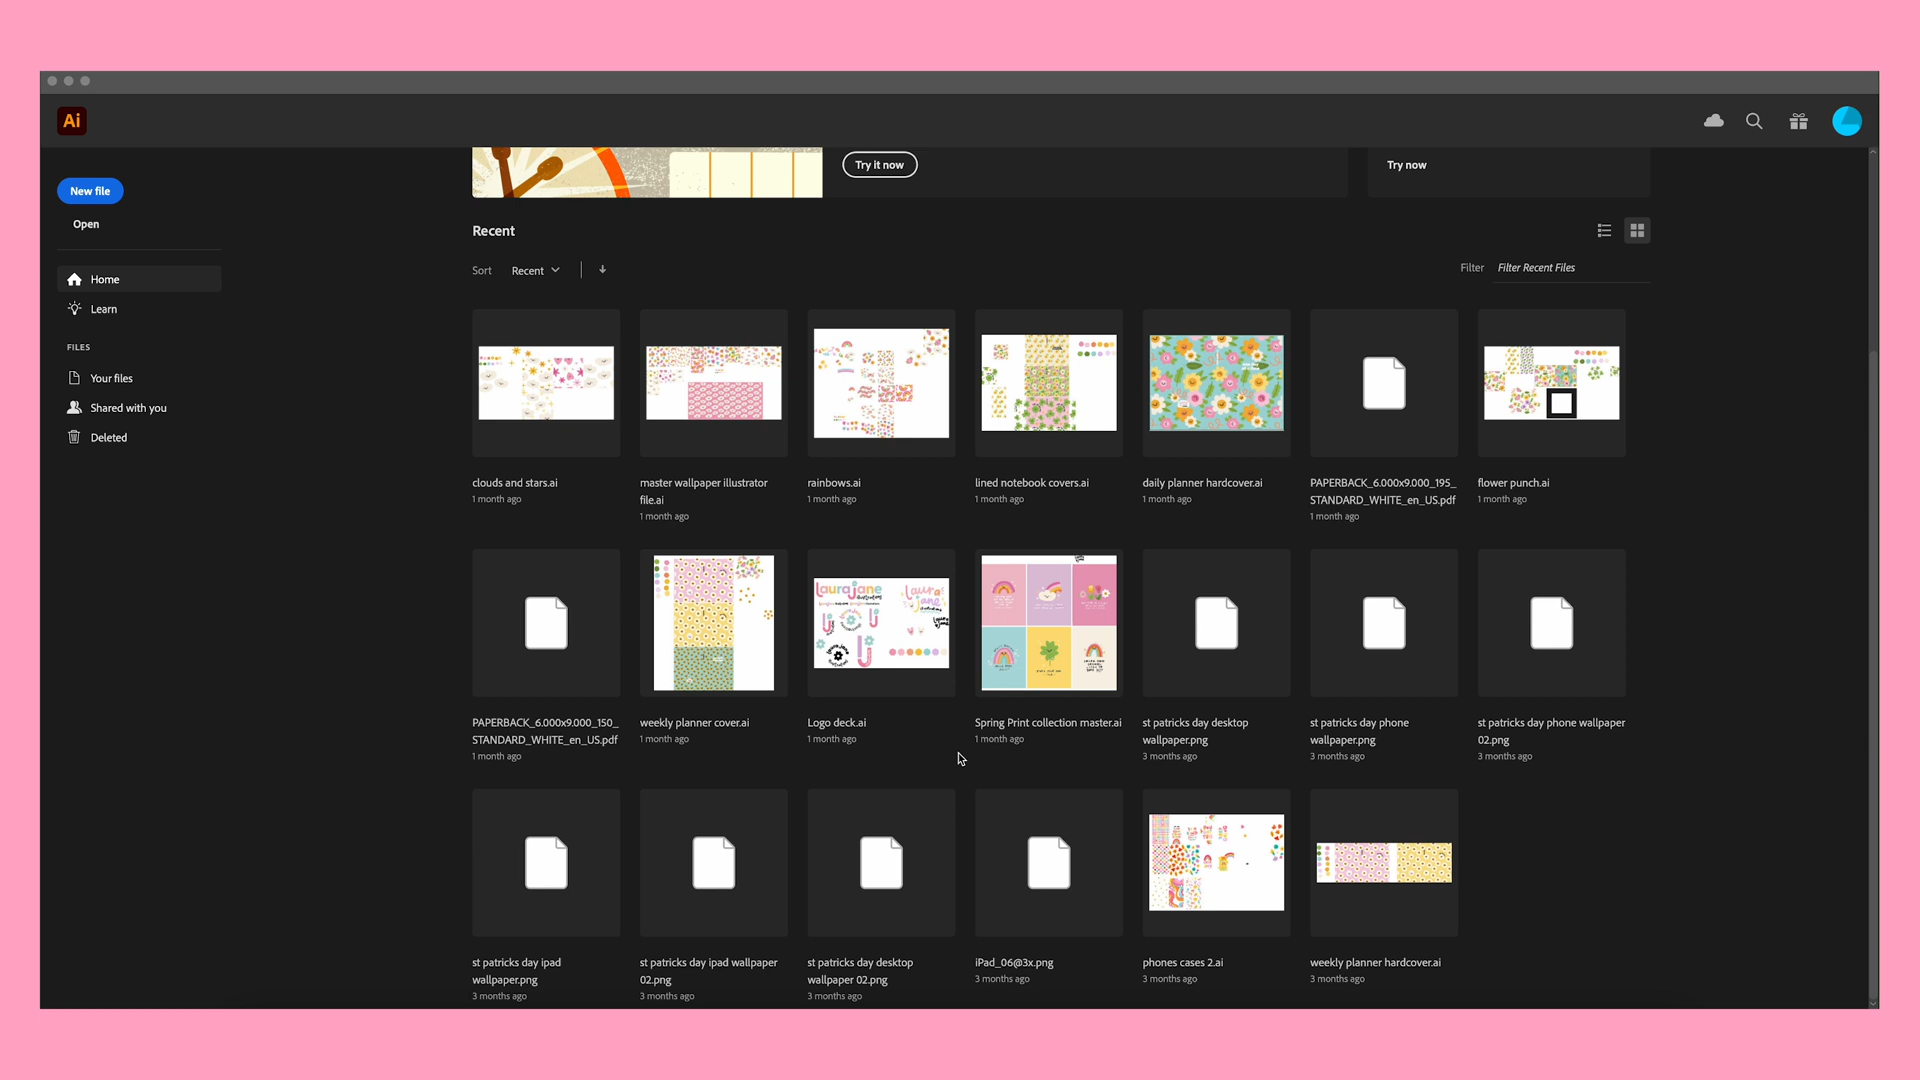 Ai
Try it now
Try now
New file
Open
Recent
Sort Recent
Filter Filter Recent Files
Home
Learn
FILES
Your files
Shared with you
Deleted
clouds and stars.ai
1 month ago
master wallpaper illustrator
file.ai
1 month ago
rainbows.ai
1 month ago
lined notebook covers.ai
1 month ago
daily planner hardcover.ai
1 month ago
PAPERBACK_6.000x9.000_195_
STANDARD_WHITE_en_US.pdf
1 month ago
flower punch.ai
1 month ago
laura jane
laura
jane
PAPERBACK_6.000x9.000_150_
STANDARD_WHITE_en_US.pdf
1 month ago
weekly planner cover.ai
1 month ago
Logo deck.ai
1 month ago
Spring Print collection master.ai
1 month ago
st patricks day desktop
wallpaper.png
3 months ago
st patricks day phone
wallpaper.png
3 months ago
st patricks day phone wallpaper
02.png
3 months ago
st patricks day ipad
wallpaper.png
3 months ago
st patricks day ipad wallpaper
02.png
3 months ago
st patricks day desktop
wallpaper 02.png
3 months ago
iPad_06@3x.png
3 months ago
phones cases 2.ai
3 months ago
weekly planner hardcover.ai
3 months ago